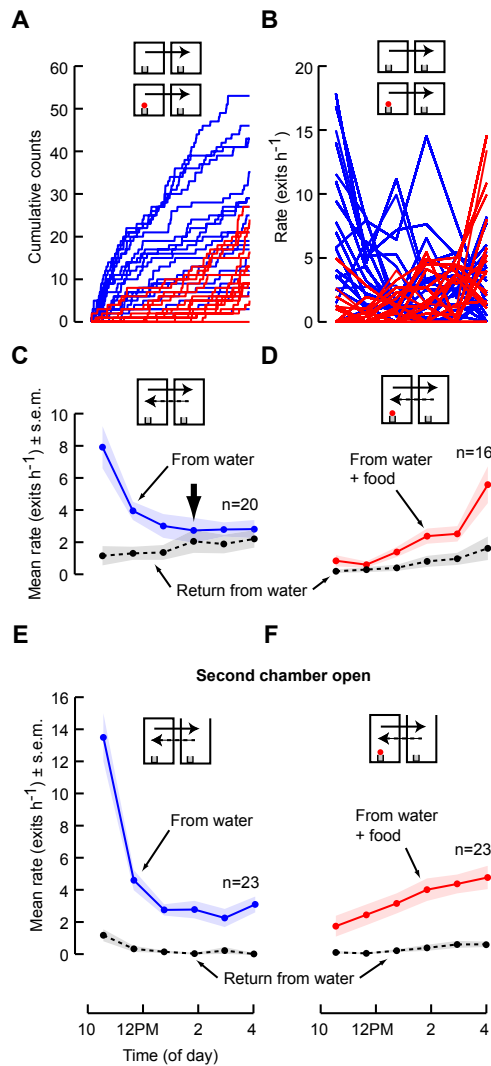 A
B
Cumulative counts
60
50
40
30
20
10
0
Rate (exits h⁻¹)
20
15
10
5
0
C
D
Mean rate (exits h⁻¹) ± s.e.m.
10
8
6
4
2
0
From water
n=20
From water
+ food
n=16
Return from water
E
F
Second chamber open
Mean rate (exits h⁻¹) ± s.e.m.
16
14
12
10
8
6
4
2
0
From water
n=23
From water
+ food
n=23
Return from water
10 12PM 2 4
Time (of day)
10 12PM 2 4
Time (of day)